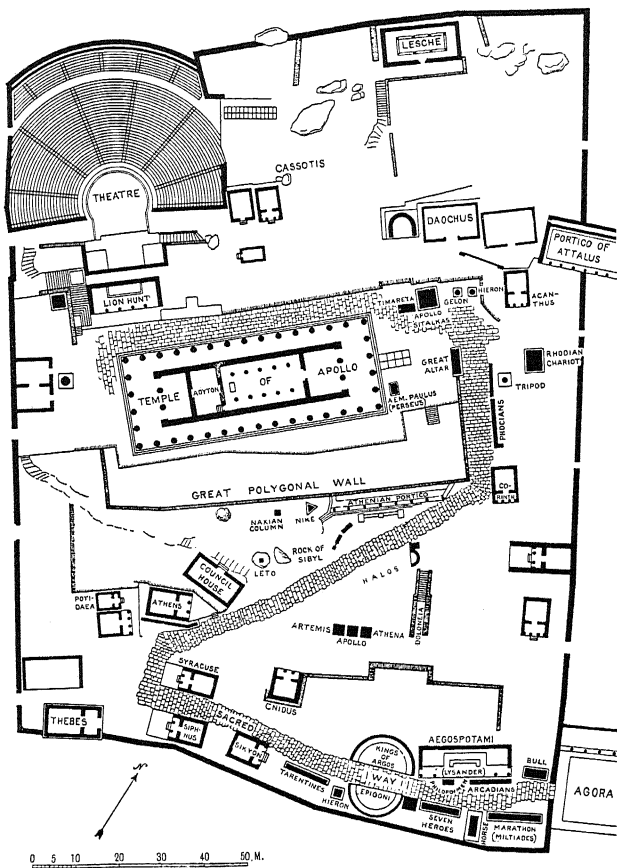 LESCHE
CASSOTIS
THEATRE
DAOCHUS
PORTICO OF
ATTALUS
LION HUNT
TIMARETA
APOLLO
SITALKAS
GELON
HIERON
ACAN-
THUS
GREAT
ALTAR
RHODIAN
CHARIOT
TEMPLE
ADYTON
OF
APOLLO
TRIPOD
AEM. PAULUS
(PERSEUS)
PHOCIANS
GREAT POLYGONAL WALL
ATHENIAN PORTICO
CO-
RINTH
NAXIAN
COLUMN
NIKE
ROCK OF
SIBYL
LETO
HALOS
COUNCIL
HOUSE
POTI-
DAEA
ATHENS
DOLONEIA
ARTEMIS
APOLLO
ATHENA
SYRACUSE
CNIDUS
THEBES
SIPH-
NUS
SACRED
SIKYON
TARENTINES
HIERON
KINGS
OF ARGOS
WAY
EPIGONI
AEGOSPOTAMI
LYSANDER
PHILOPOEMEN
ARCADIANS
BULL
AGORA
SEVEN
HEROES
HORSE
MARATHON
(MILTIADES)
N
0 5 10 20 30 40 50 M.